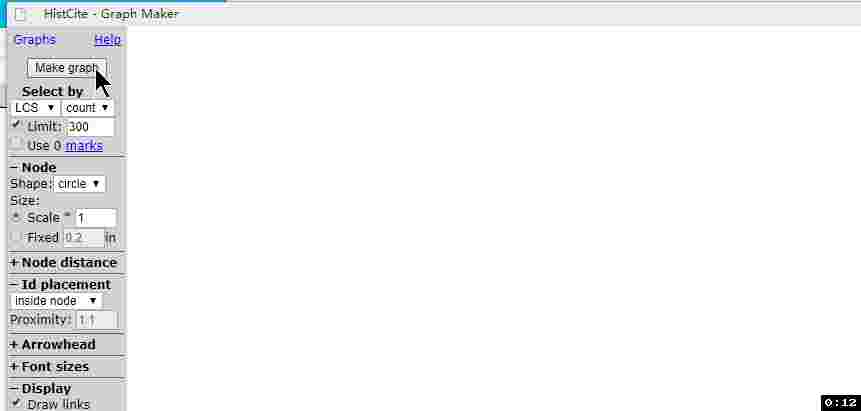 HistCite - Graph Maker
Graphs Help
Make graph
Select by
LCS count
Limit: 300
Use 0 marks
Node
Shape: circle
Size:
Scale * 1
Fixed 0.2 in
+ Node distance
Id placement
inside node
Proximity: 1.1
+ Arrowhead
+ Font sizes
Display
Draw links
0:12